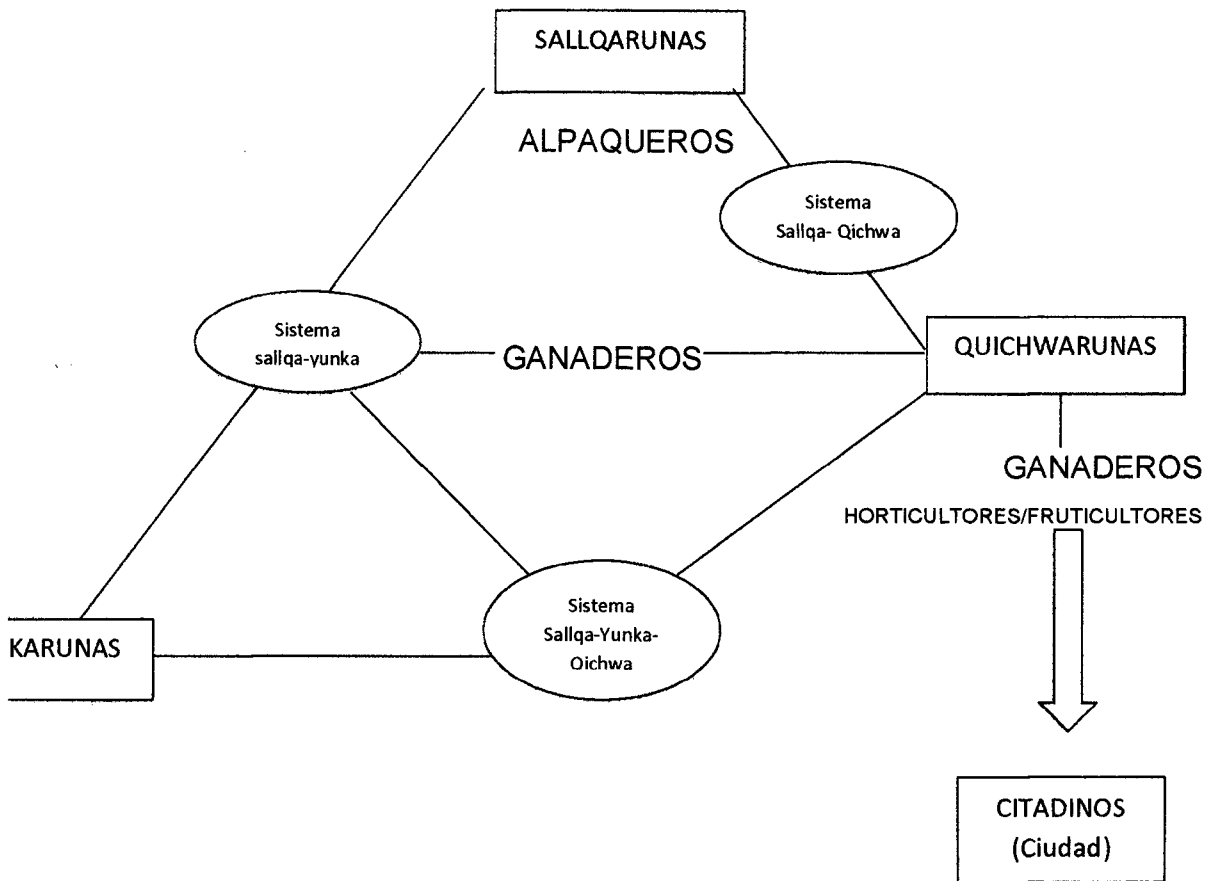 SALLQARUNAS
ALPAQUEROS
Sistema
Sallqa- Qichwa
Sistema
sallqa-yunka
GANADEROS
QUICHWARUNAS
GANADEROS
HORTICULTORES/FRUTICULTORES
Sistema
Sallqa-Yunka-
Qichwa
KARUNAS
CITADINOS
(Ciudad)